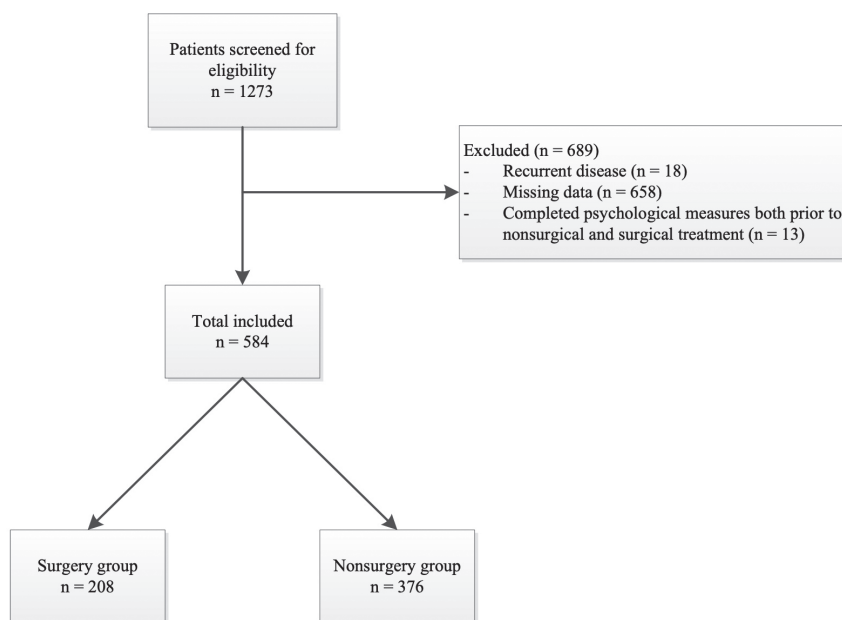 Patients screened for
eligibility
n = 1273
Excluded (n = 689)
- Recurrent disease (n = 18)
- Missing data (n = 658)
- Completed psychological measures both prior to
nonsurgical and surgical treatment (n = 13)
Total included
n = 584
Surgery group
n = 208
Nonsurgery group
n = 376